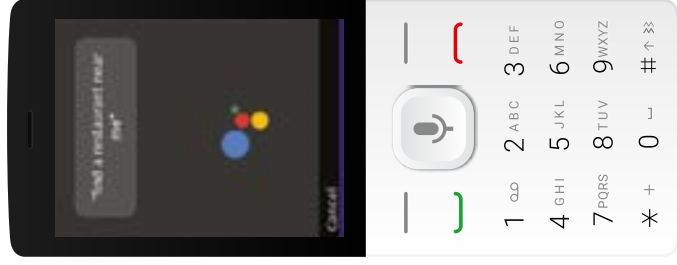 "find a restaurant near
me"
Cancel
1 2 ABC 3 DEF
4 GHI 5 JKL 6 MNO
7 PQRS 8 TUV 9 WXYZ
* + 0 ␣ # ↑